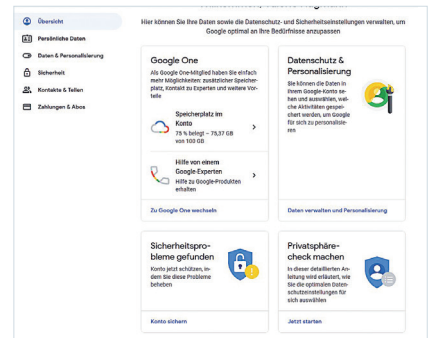 Übersicht
Persönliche Daten
Daten & Personalisierung
Sicherheit
Kontakte & Teilen
Zahlungen & Abos
Hier können Sie Ihre Daten sowie die Datenschutz- und Sicherheitseinstellungen verwalten, um
Google optimal an Ihre Bedürfnisse anzupassen
Google One
Als Google One-Mitglied haben Sie einfach
mehr Möglichkeiten: zusätzlicher Speicher-
platz, Kontakt zu Experten und weitere Vor-
teile
Speicherplatz im
Konto
75 % belegt – 75,37 GB
von 100 GB
Hilfe von einem
Google-Experten
Hilfe zu Google-Produkten
erhalten
Zu Google One wechseln
Datenschutz &
Personalisierung
Sie können die Daten in
Ihrem Google-Konto se-
hen und auswählen, wel-
che Aktivitäten gespei-
chert werden, um Google
für sich zu personalisie-
ren
Daten verwalten und Personalisierung
Sicherheitspro-
bleme gefunden
Konto jetzt schützen, in-
dem Sie diese Probleme
beheben
Konto sichern
Privatsphäre-
check machen
In dieser detaillierten An-
leitung wird erläutert, wie
Sie die optimalen Daten-
schutzeinstellungen für
sich auswählen
Jetzt starten